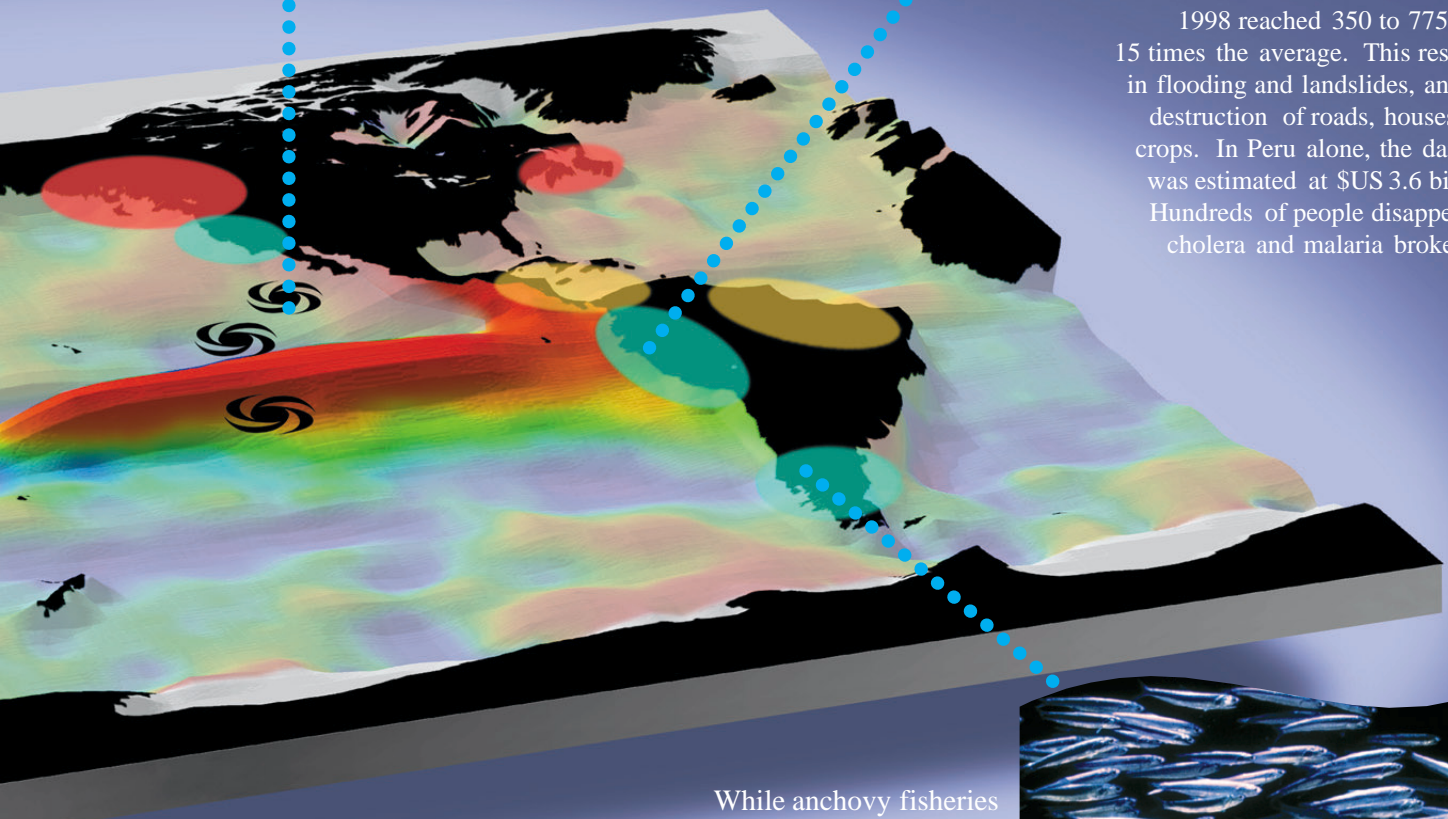 1998 reached 350 to 775
15 times the average. This res
in flooding and landslides, an
destruction of roads, houses
crops. In Peru alone, the da
was estimated at $US 3.6 bi
Hundreds of people disappe
cholera and malaria broke
While anchovy fisheries